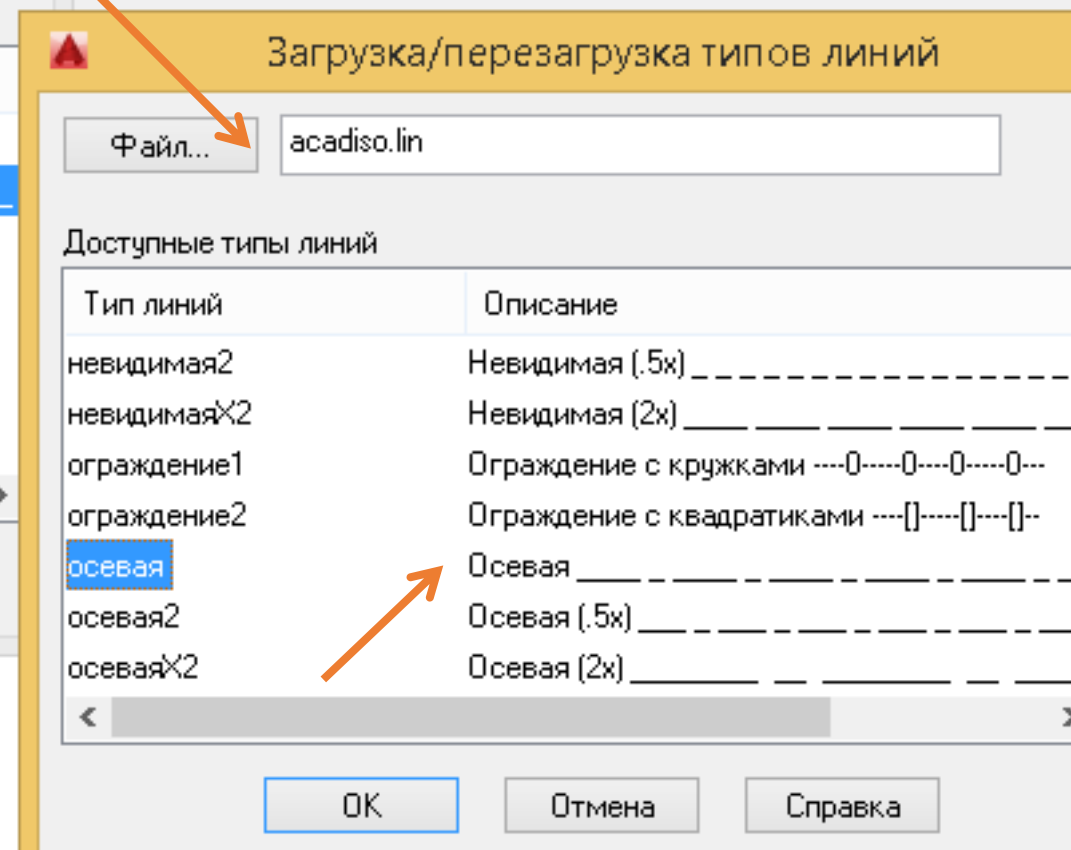 Загрузка/перезагрузка типов линий
Файл... acadiso.lin
Доступные типы линий
Тип линий Описание
невидимая2 Невидимая (.5x) _ _ _ _ _ _ _ _ _ _ _ _ _ _ _ _
невидимаяX2 Невидимая (2x) ____ ____ ____ ____ ____ _
ограждение1 Ограждение с кружками ----0-----0----0-----0---
ограждение2 Ограждение с квадратиками ----[]-----[]----[]--
осевая Осевая ____ _ ____ _ ____ _ ____ _ ____ _ _
осевая2 Осевая (.5x) ___ _ ___ _ ___ _ ___ _ ___ _ ___
осеваяX2 Осевая (2x) ________ __ ________ __ ____
ОК Отмена Справка